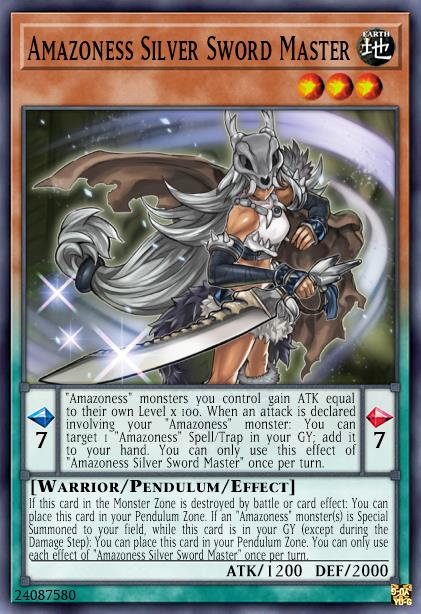 Amazoness Silver Sword Master
EARTH
地
"Amazoness" monsters you control gain ATK equal
to their own Level x 100. When an attack is declared
involving your "Amazoness" monster: You can
target 1 "Amazoness" Spell/Trap in your GY; add it
to your hand. You can only use this effect of
"Amazoness Silver Sword Master" once per turn.
7
7
[Warrior/Pendulum/Effect]
If this card in the Monster Zone is destroyed by battle or card effect: You can
place this card in your Pendulum Zone. If an "Amazoness" monster(s) is Special
Summoned to your field, while this card is in your GY (except during the
Damage Step): You can place this card in your Pendulum Zone. You can only use
each effect of "Amazoness Silver Sword Master" once per turn.
ATK/1200 DEF/2000
24087580